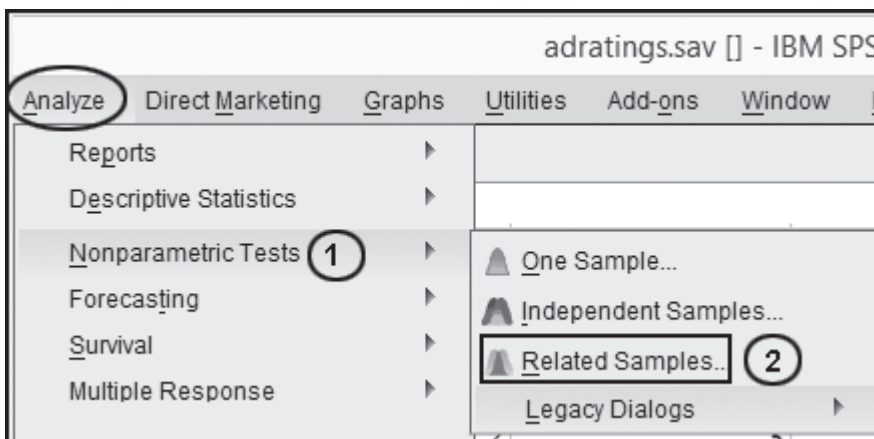 adratings.sav [] - IBM SPS
Analyze Direct Marketing Graphs Utilities Add-ons Window
Reports
Descriptive Statistics
Nonparametric Tests 1
Forecasting
Survival
Multiple Response
One Sample...
Independent Samples...
Related Samples... 2
Legacy Dialogs